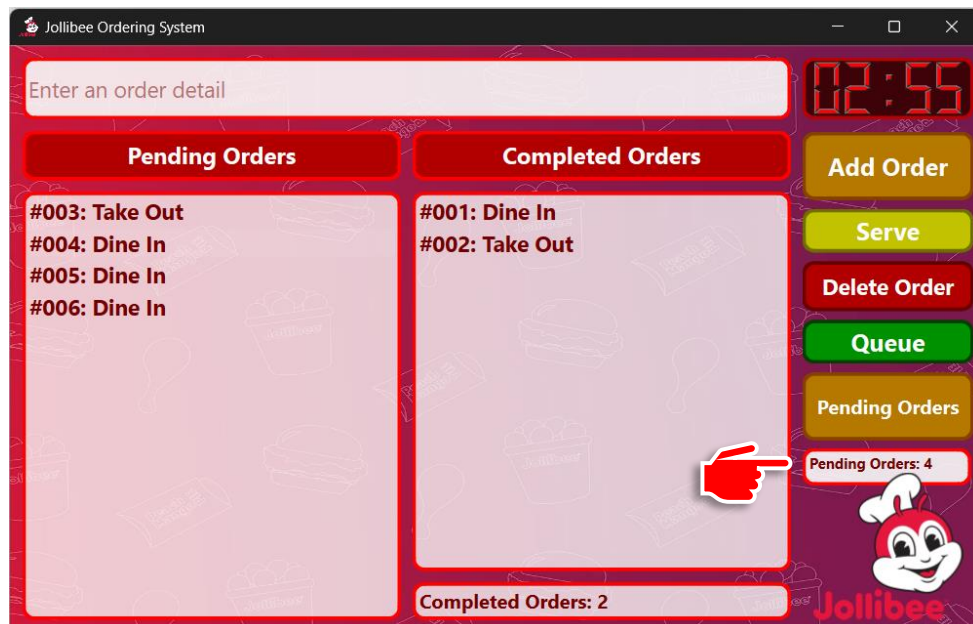 Jollibee Ordering System
Enter an order detail
02:55
Pending Orders
Completed Orders
Add Order
#003: Take Out
#004: Dine In
#005: Dine In
#006: Dine In
#001: Dine In
#002: Take Out
Serve
Delete Order
Queue
Pending Orders
Pending Orders: 4
Completed Orders: 2
Jollibee